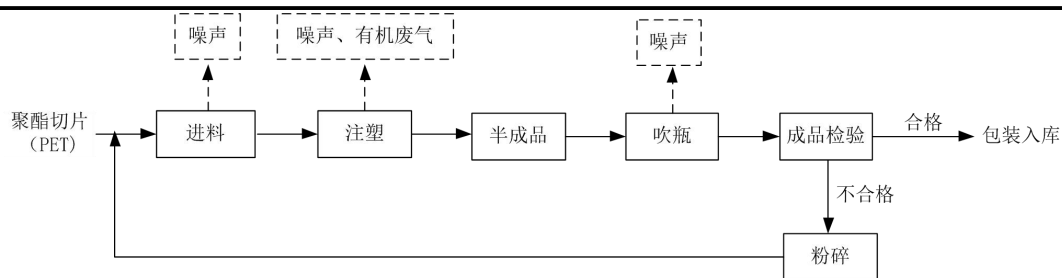 噪声
噪声、有机废气
噪声
聚酯切片
（PET）
进料
注塑
半成品
吹瓶
成品检验
合格
包装入库
不合格
粉碎